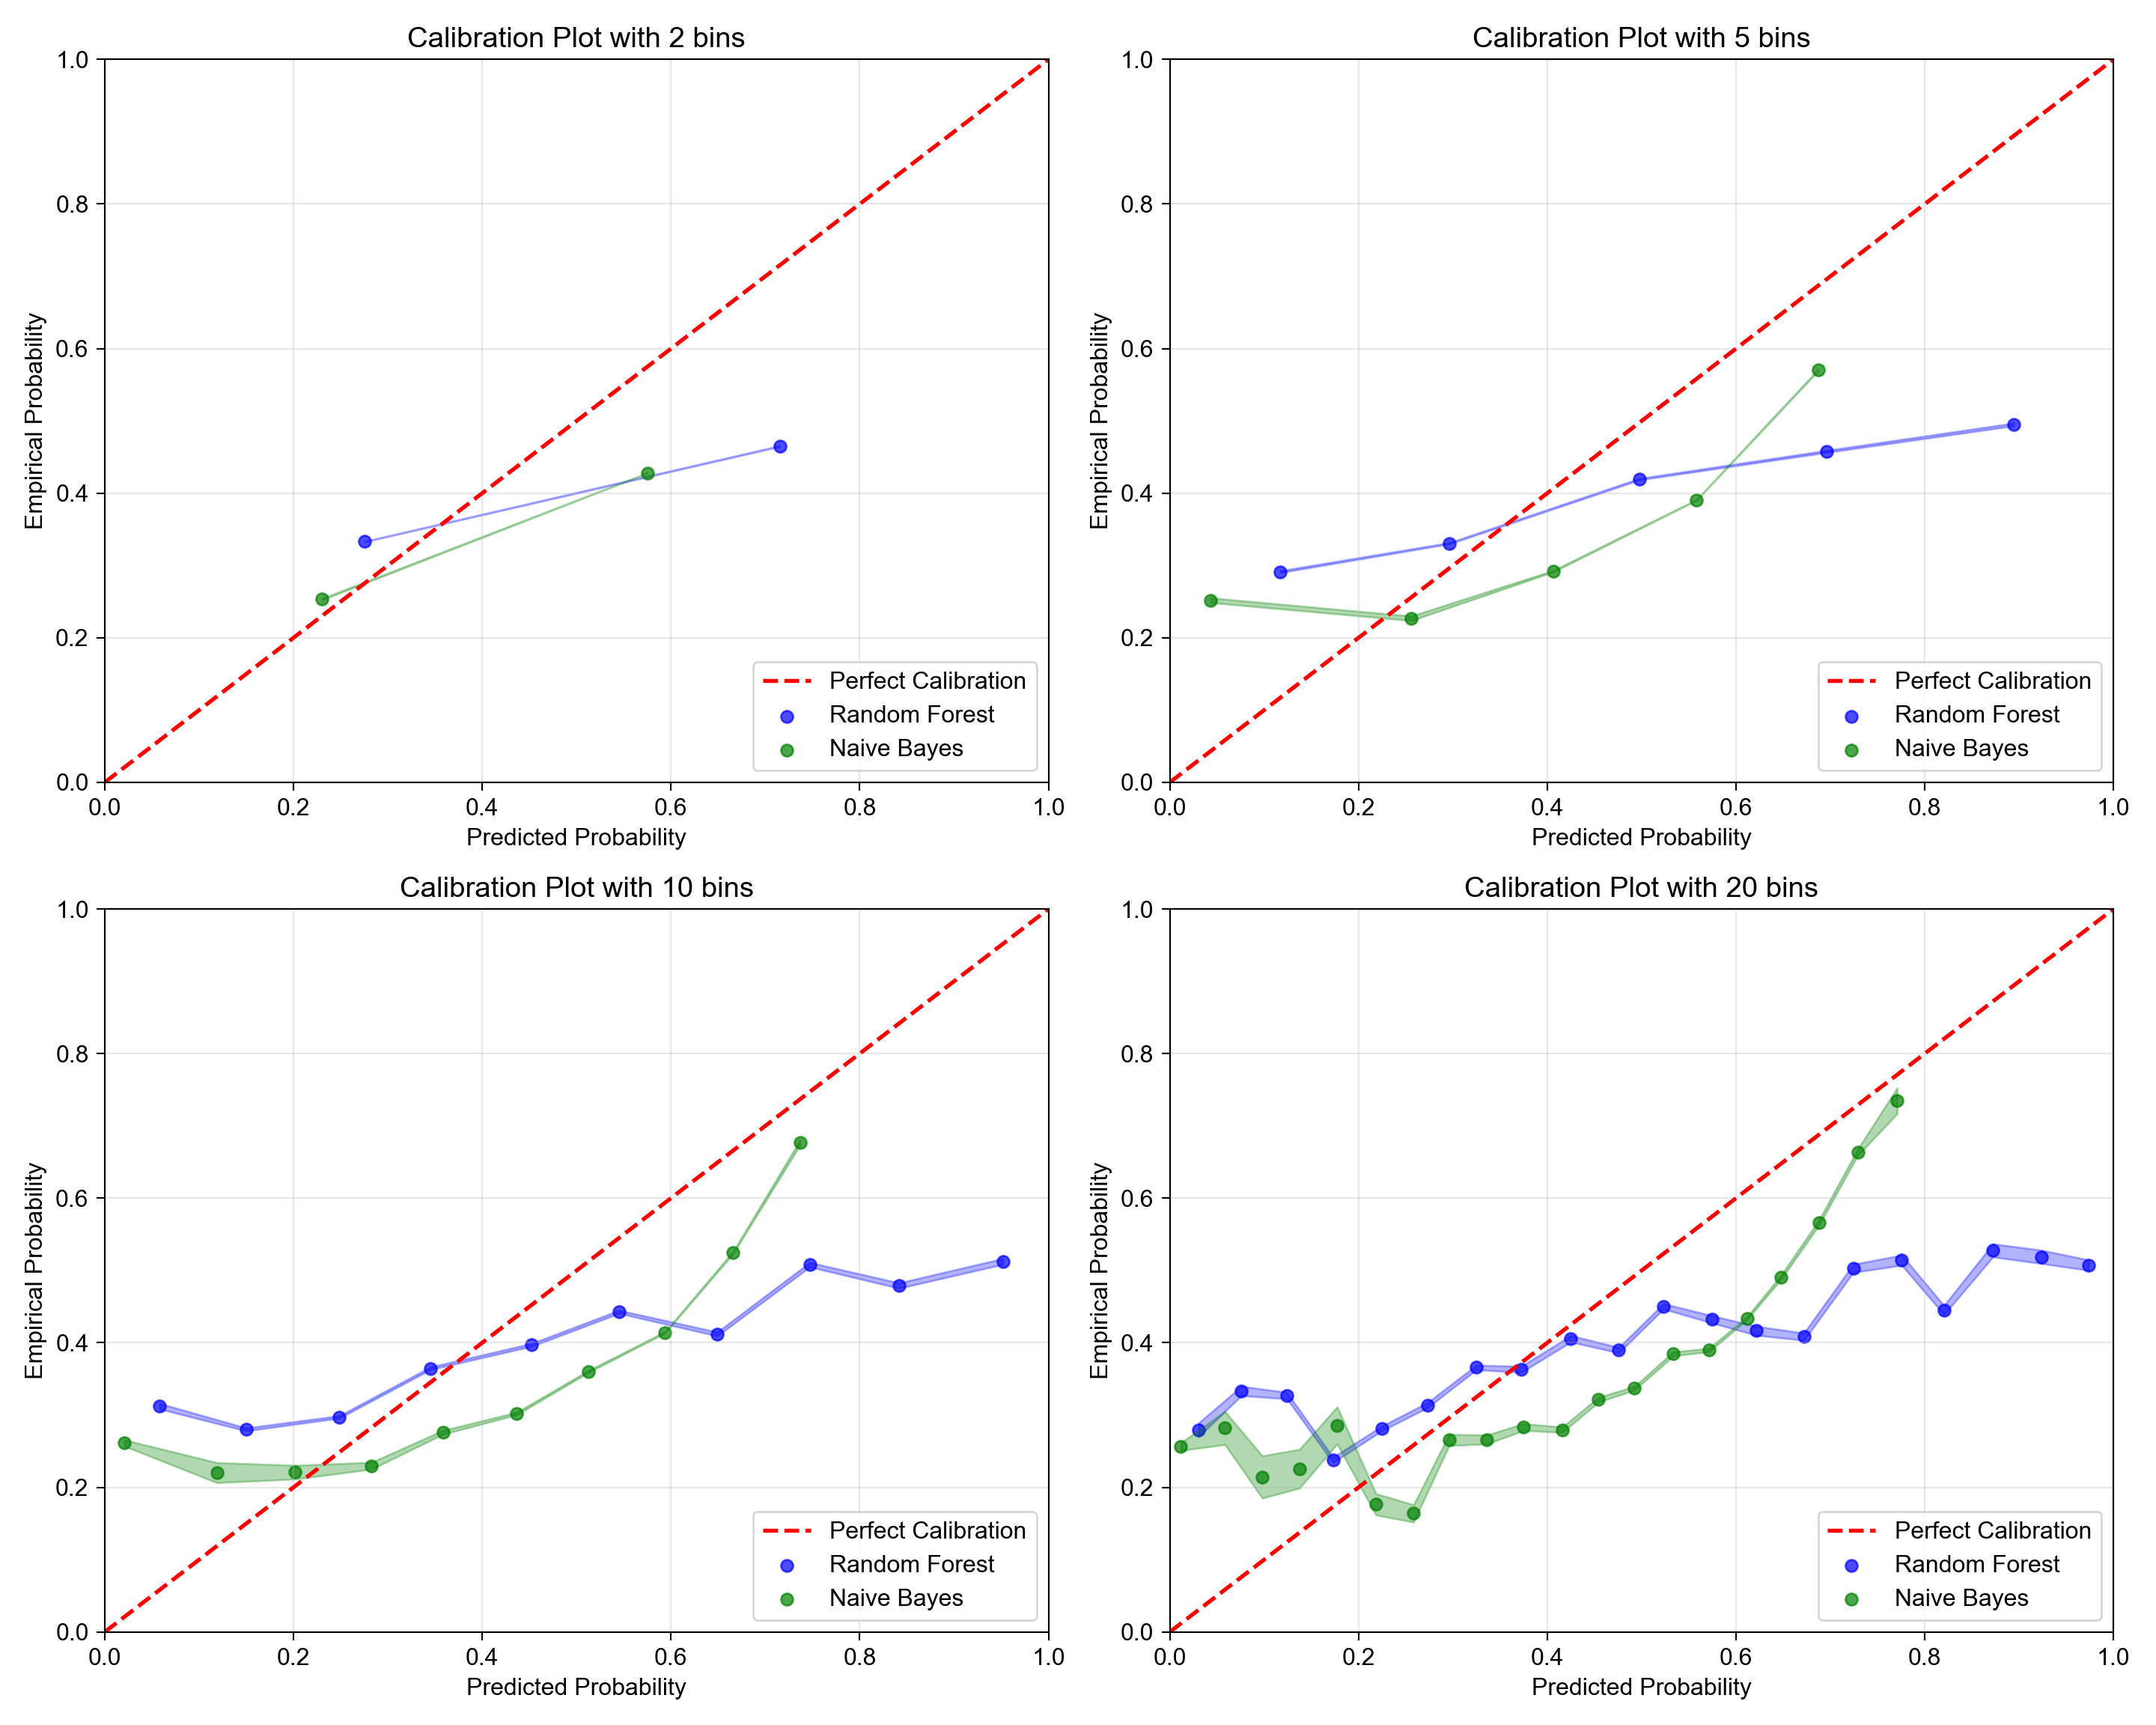 Calibration Plot with 2 bins
1.0
0.8
0.6
0.4
0.2
0.0
Empirical Probability
Perfect Calibration
Random Forest
Naive Bayes
0.0 0.2 0.4 0.6 0.8 1.0
Predicted Probability
Calibration Plot with 5 bins
1.0
0.8
0.6
0.4
0.2
0.0
Empirical Probability
Perfect Calibration
Random Forest
Naive Bayes
0.0 0.2 0.4 0.6 0.8 1.0
Predicted Probability
Calibration Plot with 10 bins
1.0
0.8
0.6
0.4
0.2
0.0
Empirical Probability
Perfect Calibration
Random Forest
Naive Bayes
0.0 0.2 0.4 0.6 0.8 1.0
Predicted Probability
Calibration Plot with 20 bins
1.0
0.8
0.6
0.4
0.2
0.0
Empirical Probability
Perfect Calibration
Random Forest
Naive Bayes
0.0 0.2 0.4 0.6 0.8 1.0
Predicted Probability